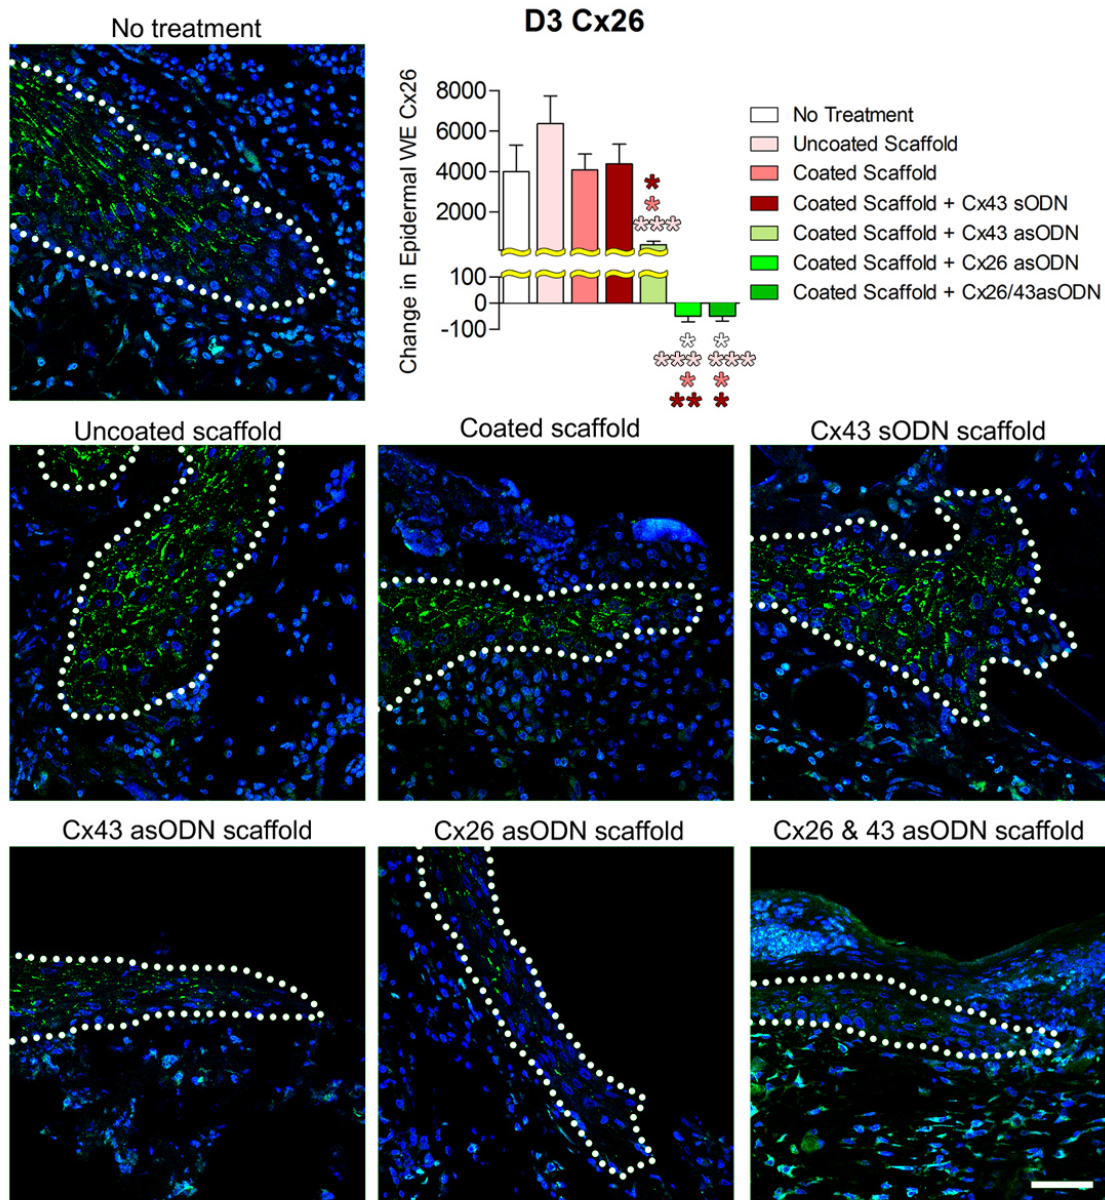 D3 Cx26
No treatment
Change in Epidermal WE Cx26
8000
6000
4000
2000
100
0
-100
*
*
***
* *
*** ***
* *
** *
No Treatment
Uncoated Scaffold
Coated Scaffold
Coated Scaffold + Cx43 sODN
Coated Scaffold + Cx43 asODN
Coated Scaffold + Cx26 asODN
Coated Scaffold + Cx26/43asODN
Uncoated scaffold
Coated scaffold
Cx43 sODN scaffold
Cx43 asODN scaffold
Cx26 asODN scaffold
Cx26 & 43 asODN scaffold